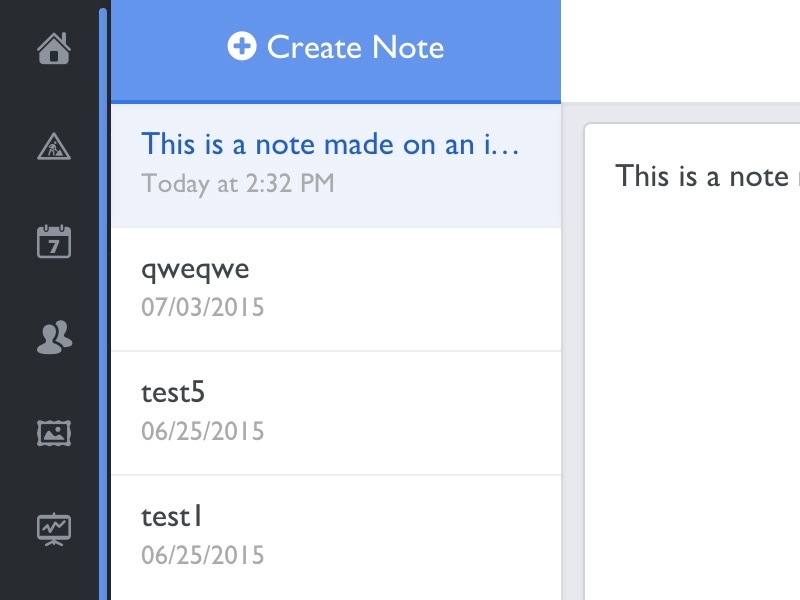 Create Note
This is a note made on an i…
Today at 2:32 PM
This is a note
7
qweqwe
07/03/2015
test5
06/25/2015
test1
06/25/2015